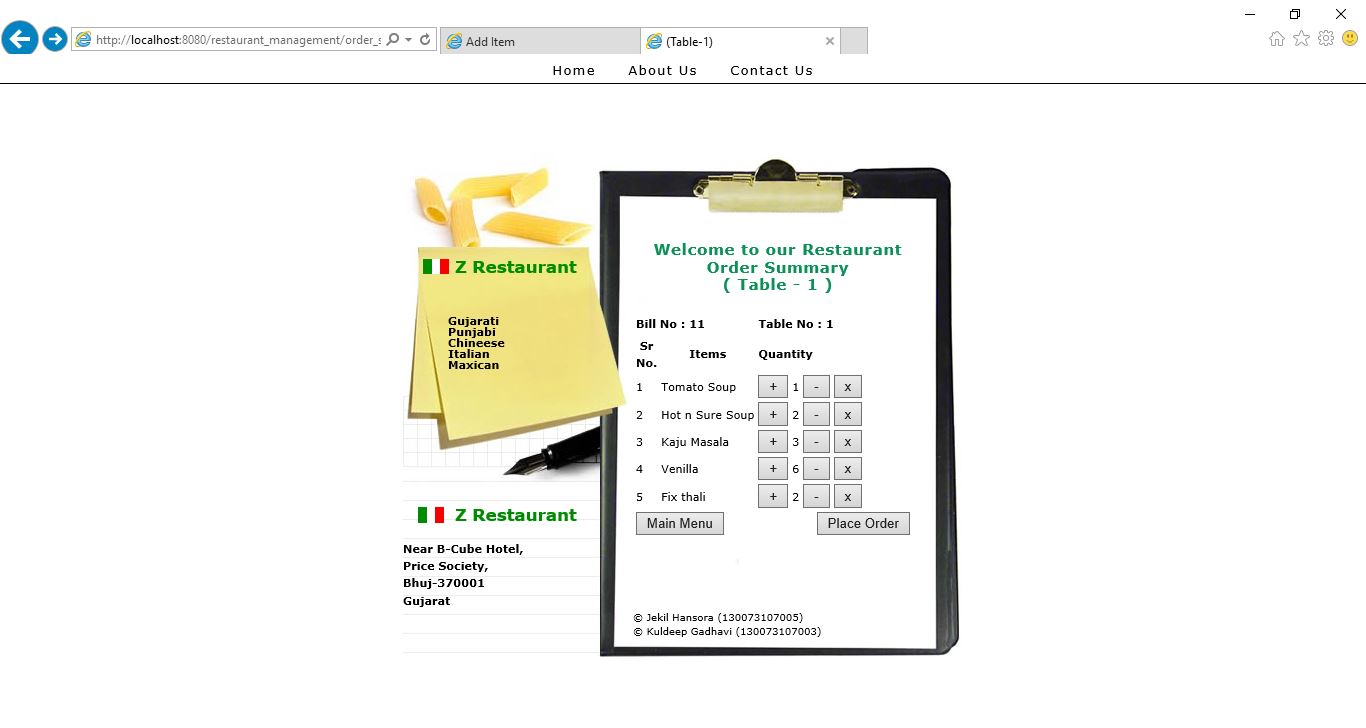 http://localhost:8080/restaurant_management/order_s
Add Item
(Table-1)
Home About Us Contact Us
Z Restaurant
Gujarati
Punjabi
Chineese
Italian
Maxican
Z Restaurant
Near B-Cube Hotel,
Price Society,
Bhuj-370001
Gujarat
Welcome to our Restaurant
Order Summary
( Table - 1 )
Bill No : 11 Table No : 1
Sr No. Items Quantity
1 Tomato Soup + 1 - x
2 Hot n Sure Soup + 2 - x
3 Kaju Masala + 3 - x
4 Venilla + 6 - x
5 Fix thali + 2 - x
Main Menu Place Order
© Jekil Hansora (130073107005)
© Kuldeep Gadhavi (130073107003)